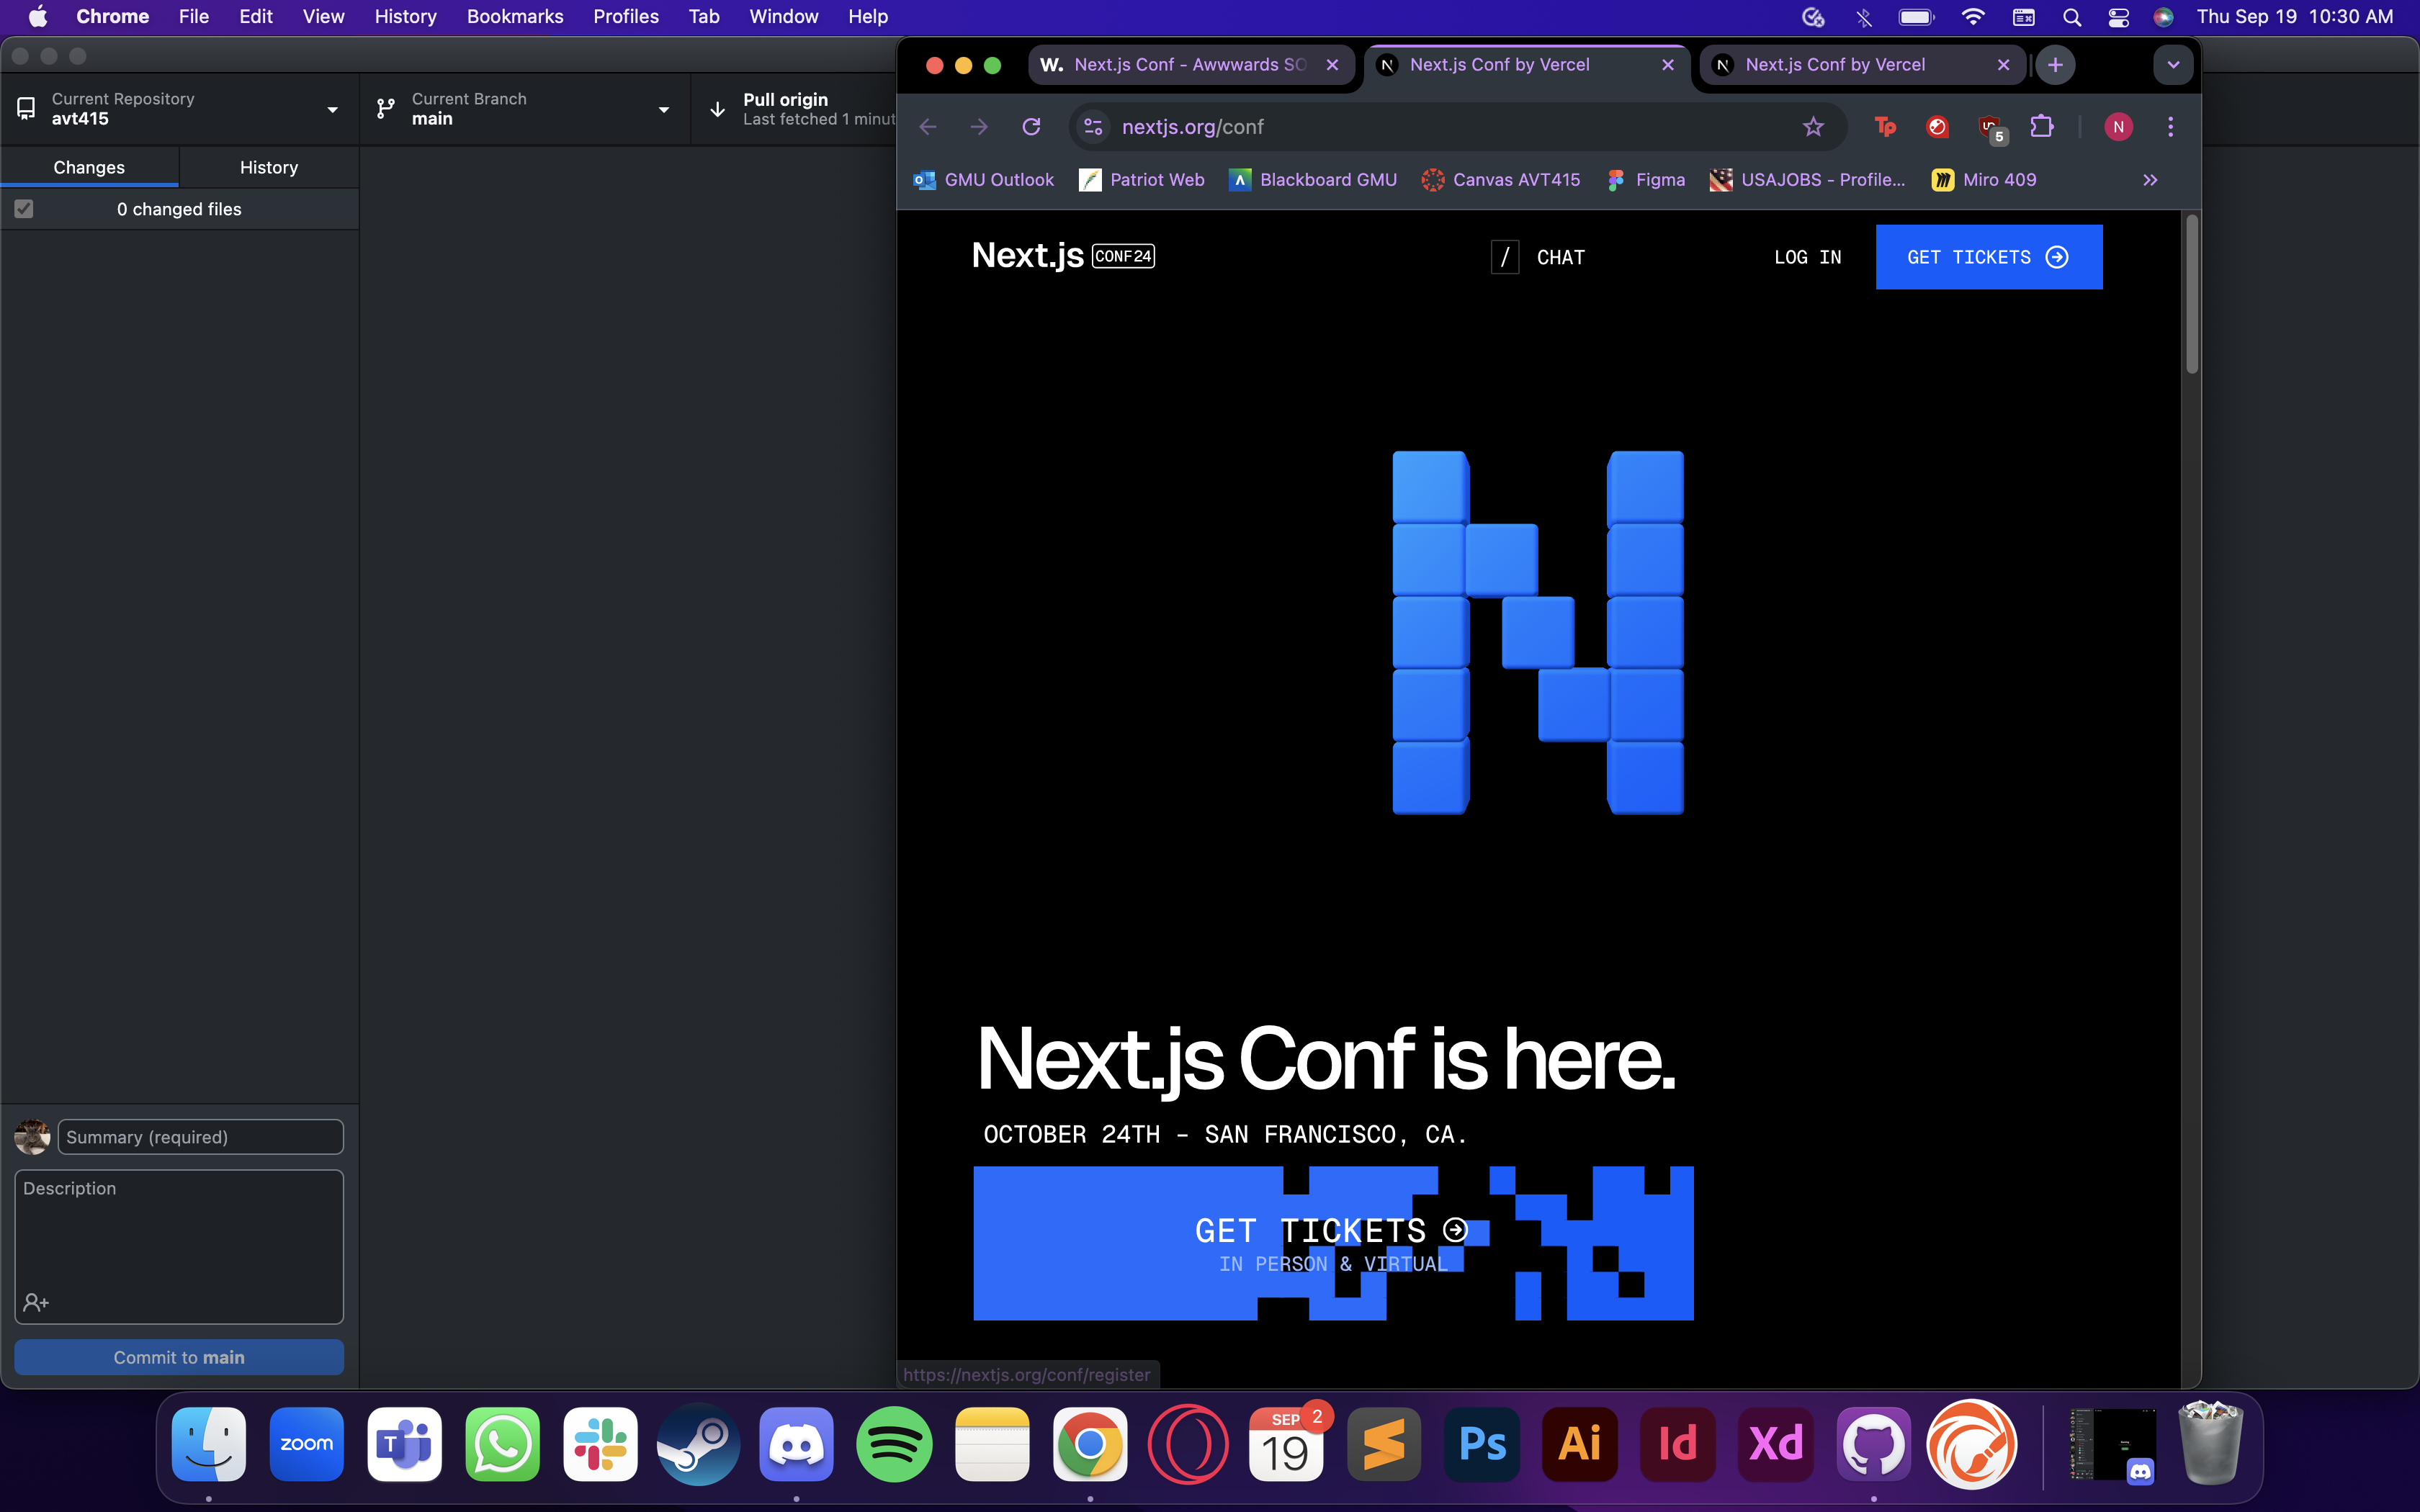 Chrome File Edit View History Bookmarks Profiles Tab Window Help Thu Sep 19 10:30 AM
Current Repository
avt415
Current Branch
main
Pull origin
Last fetched 1 minut
Changes History
0 changed files
Summary (required)
Description
Commit to main
W. Next.js Conf - Awwwards SO
N Next.js Conf by Vercel
N Next.js Conf by Vercel
nextjs.org/conf
Tp
5
N
GMU Outlook Patriot Web Blackboard GMU Canvas AVT415 Figma USAJOBS - Profile... Miro 409
Next.js CONF24
/ CHAT
LOG IN
GET TICKETS
Next.js Conf is here.
OCTOBER 24TH – SAN FRANCISCO, CA.
GET TICKETS
IN PERSON & VIRTUAL
https://nextjs.org/conf/register
zoom
T
SEP 2
19
Ps
Ai
Id
Xd